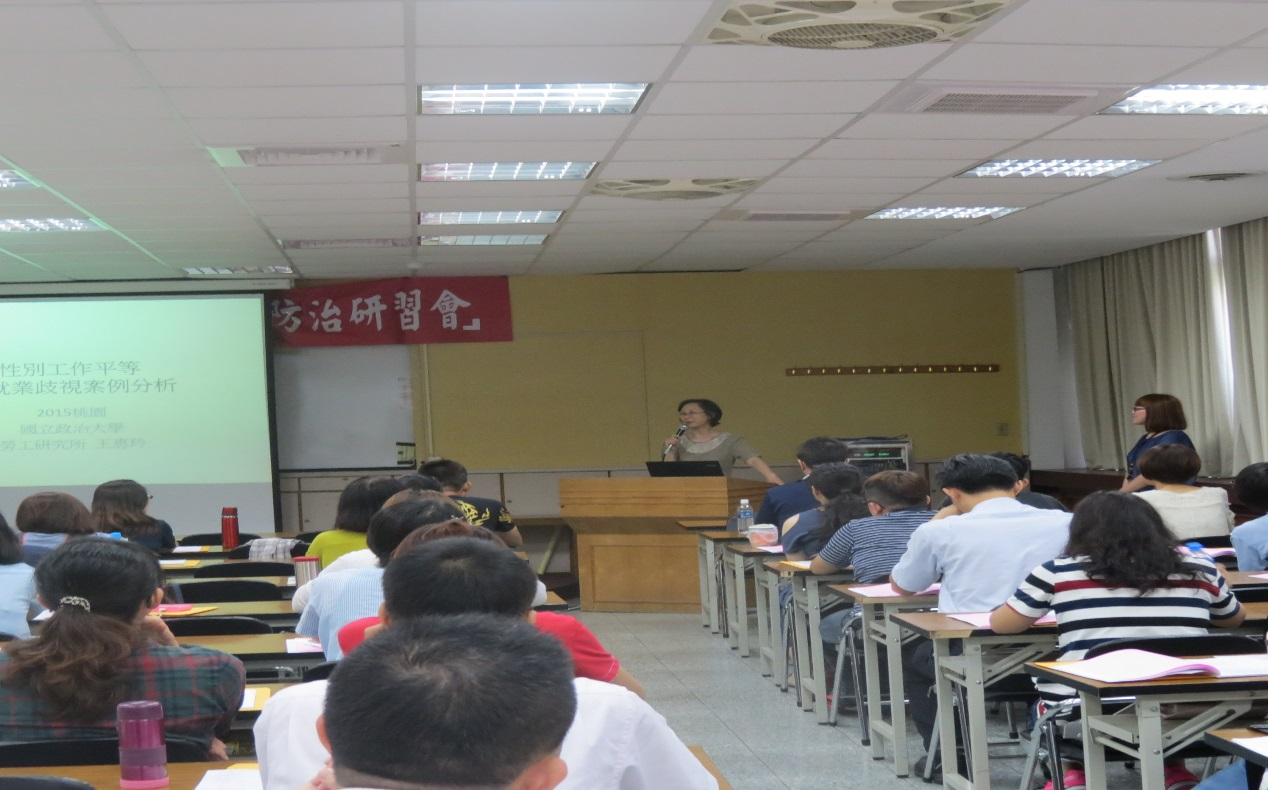 防治研習會」
性別工作平等
就業歧視案例分析
2015桃園
國立政治大學
勞工研究所 王惠玲